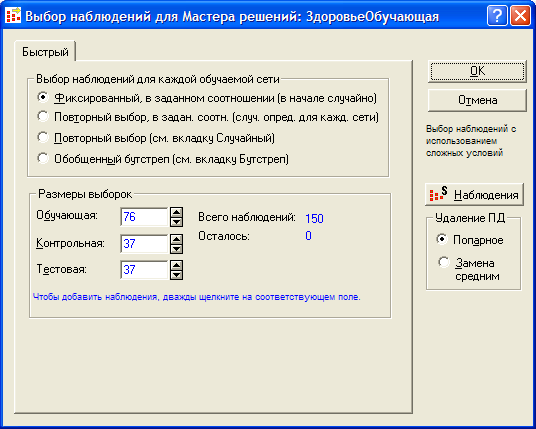 Выбор наблюдений для Мастера решений: ЗдоровьеОбучающая
Быстрый
Выбор наблюдений для каждой обучаемой сети
Фиксированный, в заданном соотношении (в начале случайно)
Повторный выбор, в задан. соотн. (случ. опред. для кажд. сети)
Повторный выбор (см. вкладку Случайный)
Обобщенный бутстреп (см. вкладку Бутстреп)
Размеры выборок
Обучающая: 76
Всего наблюдений: 150
Контрольная: 37
Осталось: 0
Тестовая: 37
Чтобы добавить наблюдения, дважды щелкните на соответствующем поле.
OK
Отмена
Выбор наблюдений с
использованием
сложных условий
S Наблюдения
Удаление ПД
Попарное
Замена
средним